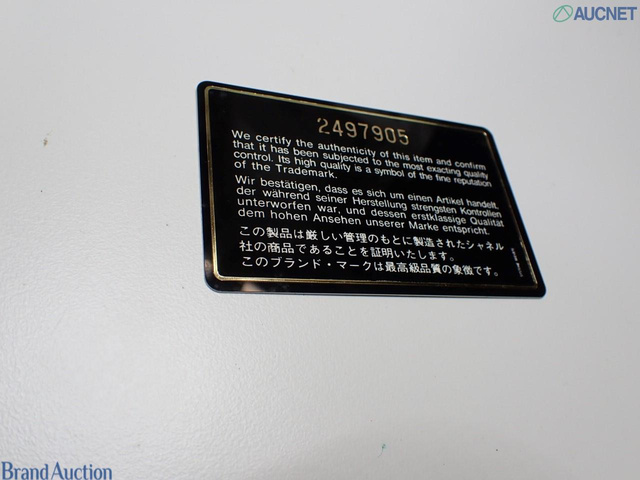 AUCNET
2497905
We certify the authenticity of this item and confirm
that it has been subjected to the most exacting quality
control. Its high quality is a symbol of the fine reputation
of the Trademark.
Wir bestätigen, dass es sich um einen Artikel handelt,
der während seiner Herstellung strengsten Kontrollen
unterworfen war, und dessen erstklassige Qualität
dem hohen Ansehen unserer Marke entspricht.
この製品は厳しい管理のもとに製造されたシャネル
社の商品であることを証明いたします。
このブランド・マークは最高級品質の象徴です。
Brand Auction